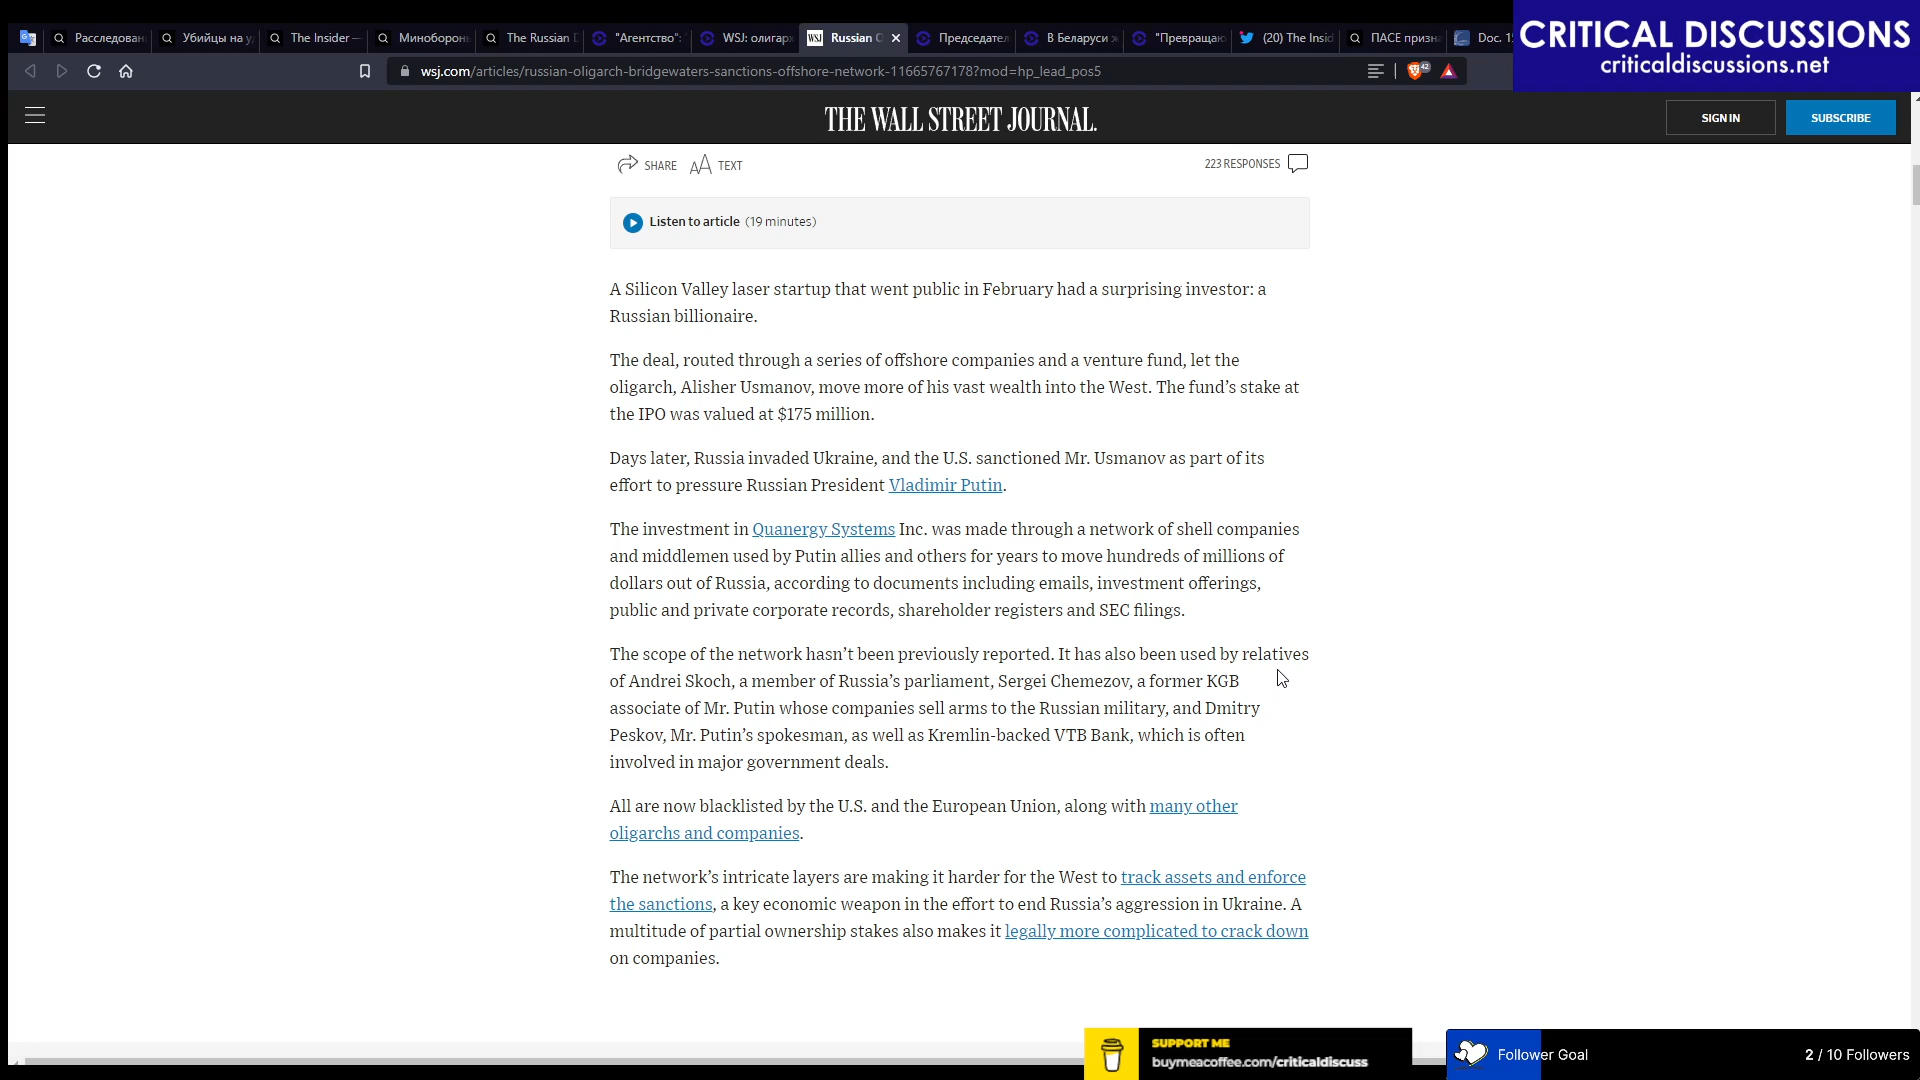 Расследован
Убийцы на у
The Insider —
Миноборон
The Russian D
"Агентство":
WSJ: олигар
Russian O
Председател
В Беларуси
"Превращаю
(20) The Insid
ПАСЕ призна
Doc. 1
CRITICAL DISCUSSIONS
criticaldiscussions.net
wsj.com/articles/russian-oligarch-bridgewaters-sanctions-offshore-network-11665767178?mod=hp_lead_pos5
42
THE WALL STREET JOURNAL.
SIGN IN
SUBSCRIBE
SHARE
TEXT
223 RESPONSES
Listen to article (19 minutes)
A Silicon Valley laser startup that went public in February had a surprising investor: a
Russian billionaire.
The deal, routed through a series of offshore companies and a venture fund, let the
oligarch, Alisher Usmanov, move more of his vast wealth into the West. The fund’s stake at
the IPO was valued at $175 million.
Days later, Russia invaded Ukraine, and the U.S. sanctioned Mr. Usmanov as part of its
effort to pressure Russian President Vladimir Putin.
The investment in Quanergy Systems Inc. was made through a network of shell companies
and middlemen used by Putin allies and others for years to move hundreds of millions of
dollars out of Russia, according to documents including emails, investment offerings,
public and private corporate records, shareholder registers and SEC filings.
The scope of the network hasn’t been previously reported. It has also been used by relatives
of Andrei Skoch, a member of Russia’s parliament, Sergei Chemezov, a former KGB
associate of Mr. Putin whose companies sell arms to the Russian military, and Dmitry
Peskov, Mr. Putin’s spokesman, as well as Kremlin-backed VTB Bank, which is often
involved in major government deals.
All are now blacklisted by the U.S. and the European Union, along with many other
oligarchs and companies.
The network’s intricate layers are making it harder for the West to track assets and enforce
the sanctions, a key economic weapon in the effort to end Russia’s aggression in Ukraine. A
multitude of partial ownership stakes also makes it legally more complicated to crack down
on companies.
SUPPORT ME
buymeacoffee.com/criticaldiscuss
Follower Goal
2 / 10 Followers